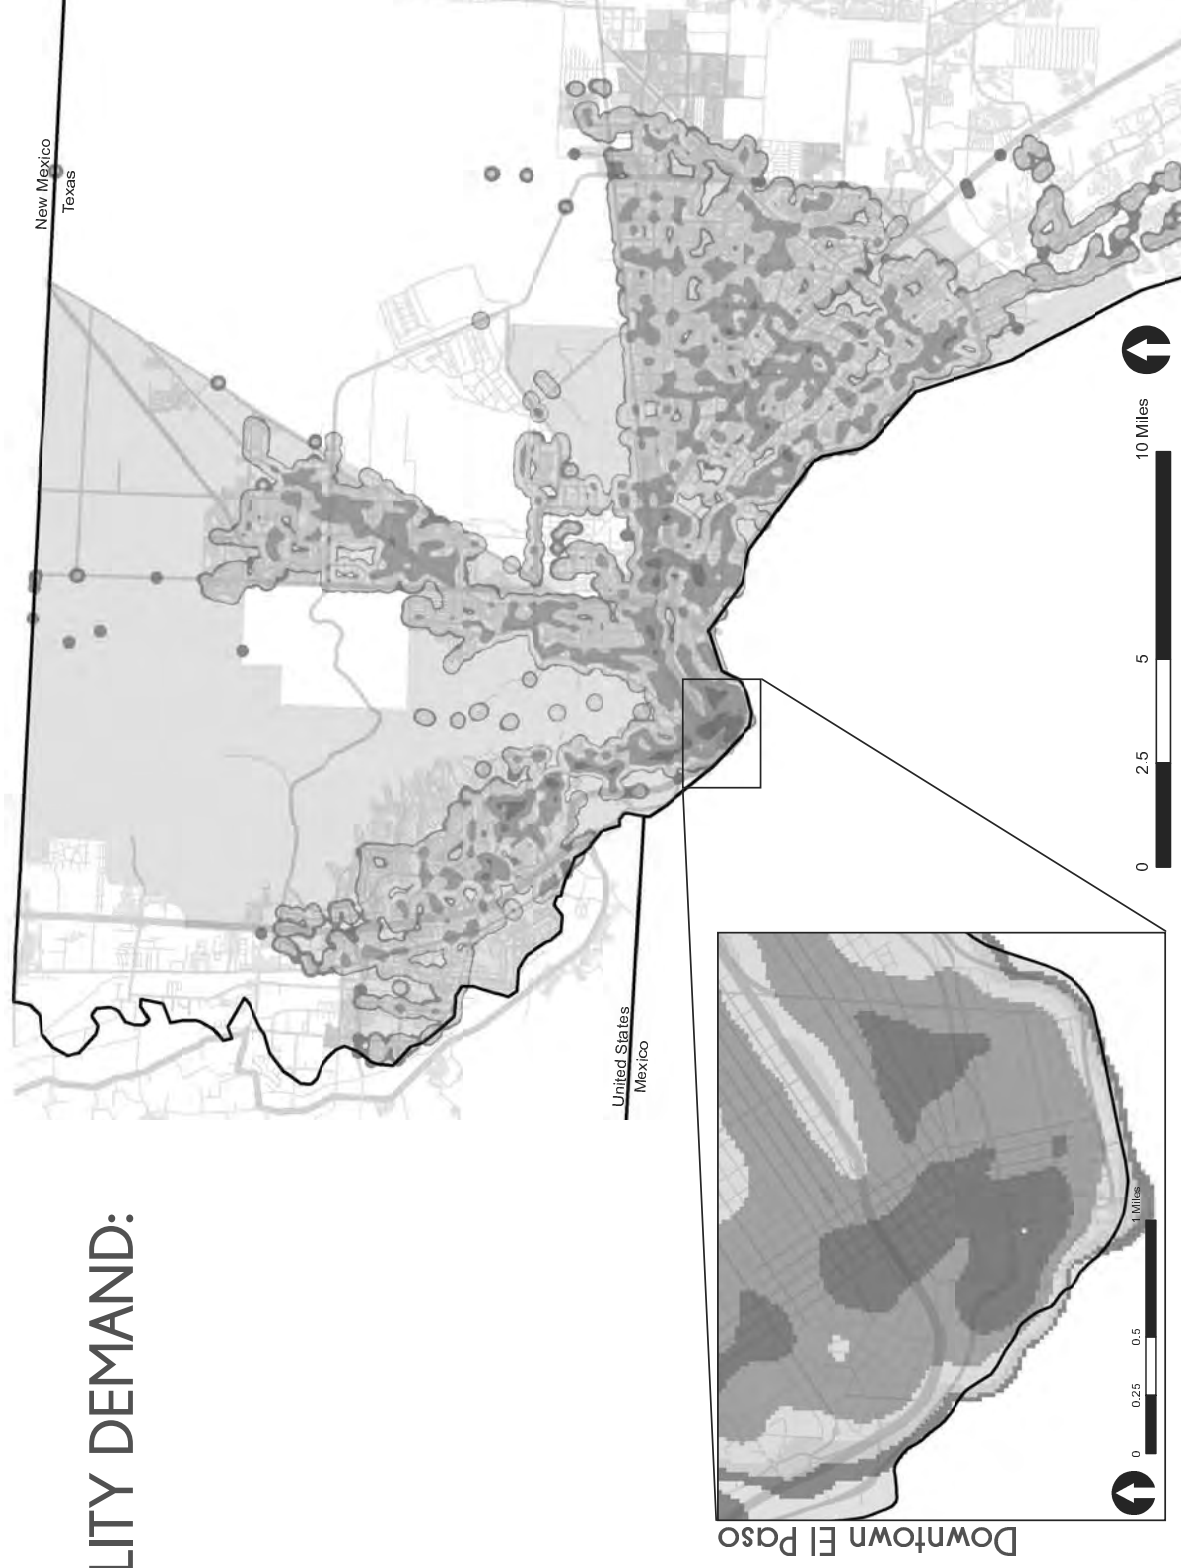 LITY DEMAND:
New Mexico
Texas
United States
Mexico
0 2.5 5 10 Miles
Downtown El Paso
0 0.25 0.5 1 Miles